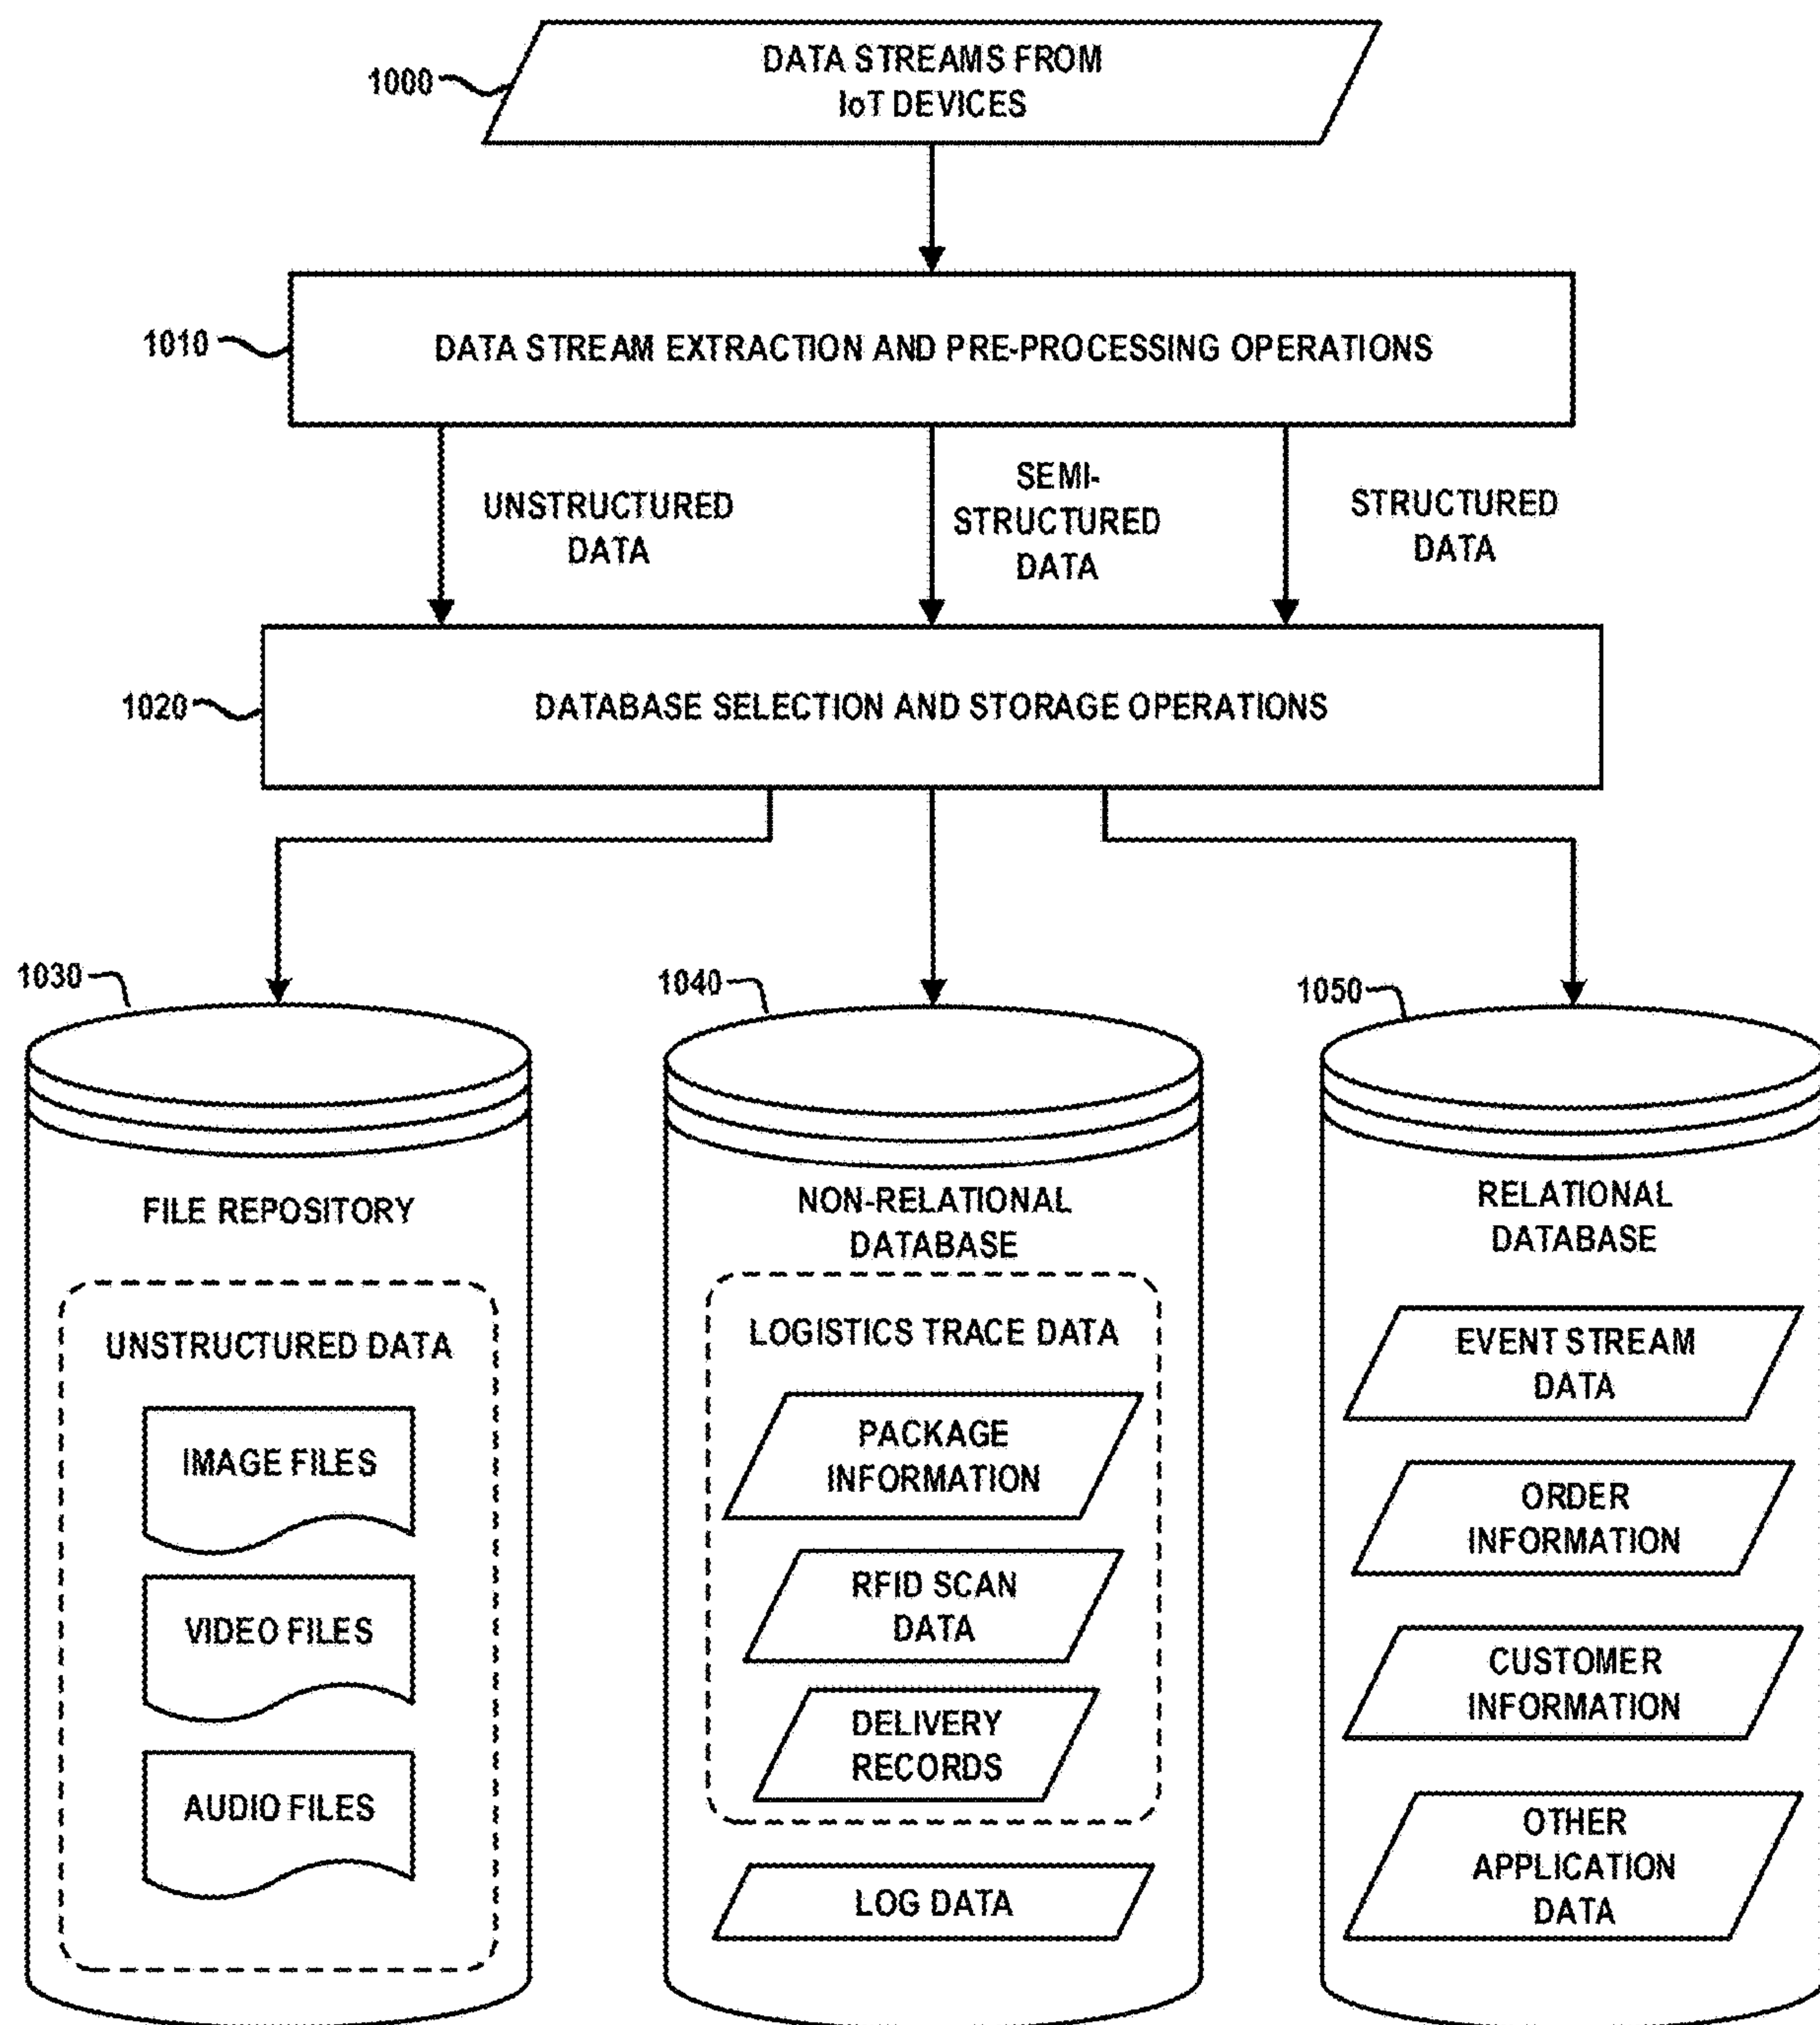 1000
DATA STREAMS FROM
IoT DEVICES
1010
DATA STREAM EXTRACTION AND PRE-PROCESSING OPERATIONS
UNSTRUCTURED
DATA
SEMI-
STRUCTURED
DATA
STRUCTURED
DATA
1020
DATABASE SELECTION AND STORAGE OPERATIONS
1030
FILE REPOSITORY
UNSTRUCTURED DATA
IMAGE FILES
VIDEO FILES
AUDIO FILES
1040
NON-RELATIONAL
DATABASE
LOGISTICS TRACE DATA
PACKAGE
INFORMATION
RFID SCAN
DATA
DELIVERY
RECORDS
LOG DATA
1050
RELATIONAL
DATABASE
EVENT STREAM
DATA
ORDER
INFORMATION
CUSTOMER
INFORMATION
OTHER
APPLICATION
DATA